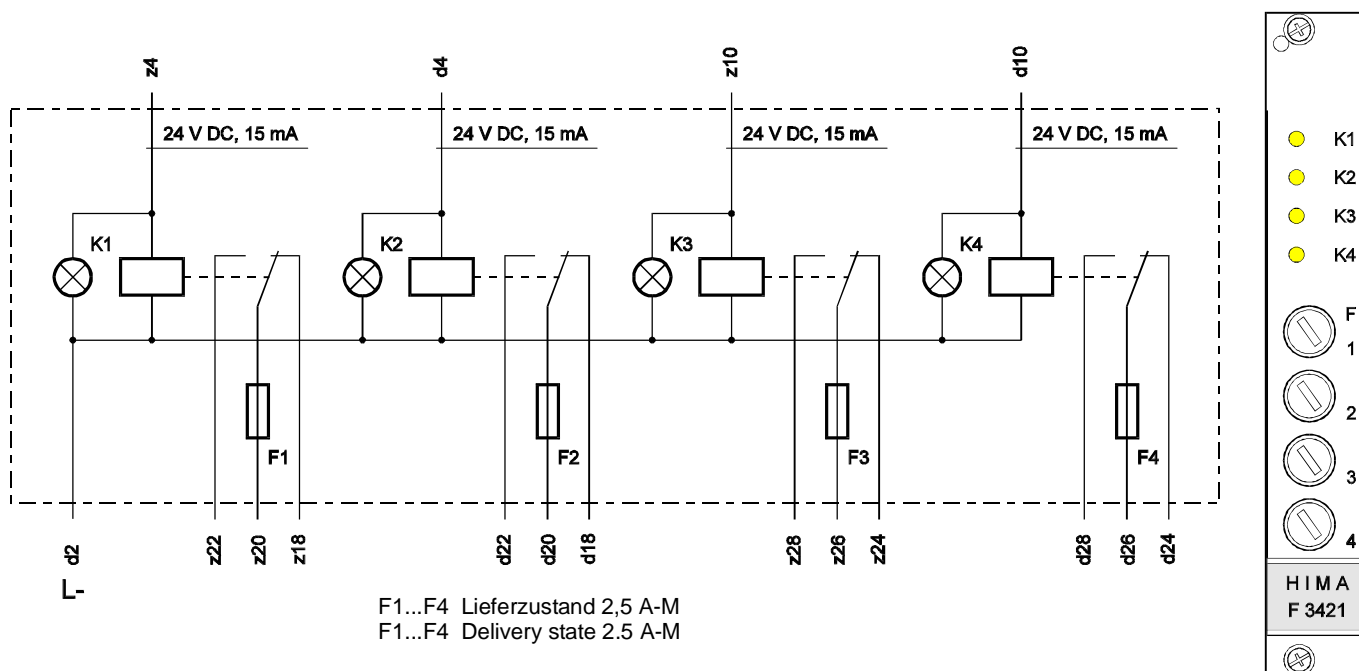 z4
d4
z10
d10
24 V DC, 15 mA
24 V DC, 15 mA
24 V DC, 15 mA
24 V DC, 15 mA
K1
K2
K3
K4
F1
F2
F3
F4
d2
z22
z20
z18
d22
d20
d18
z28
z26
z24
d28
d26
d24
L-
F1...F4 Lieferzustand 2,5 A-M
F1...F4 Delivery state 2.5 A-M
K1
K2
K3
K4
F
1
2
3
4
HIMA
F 3421